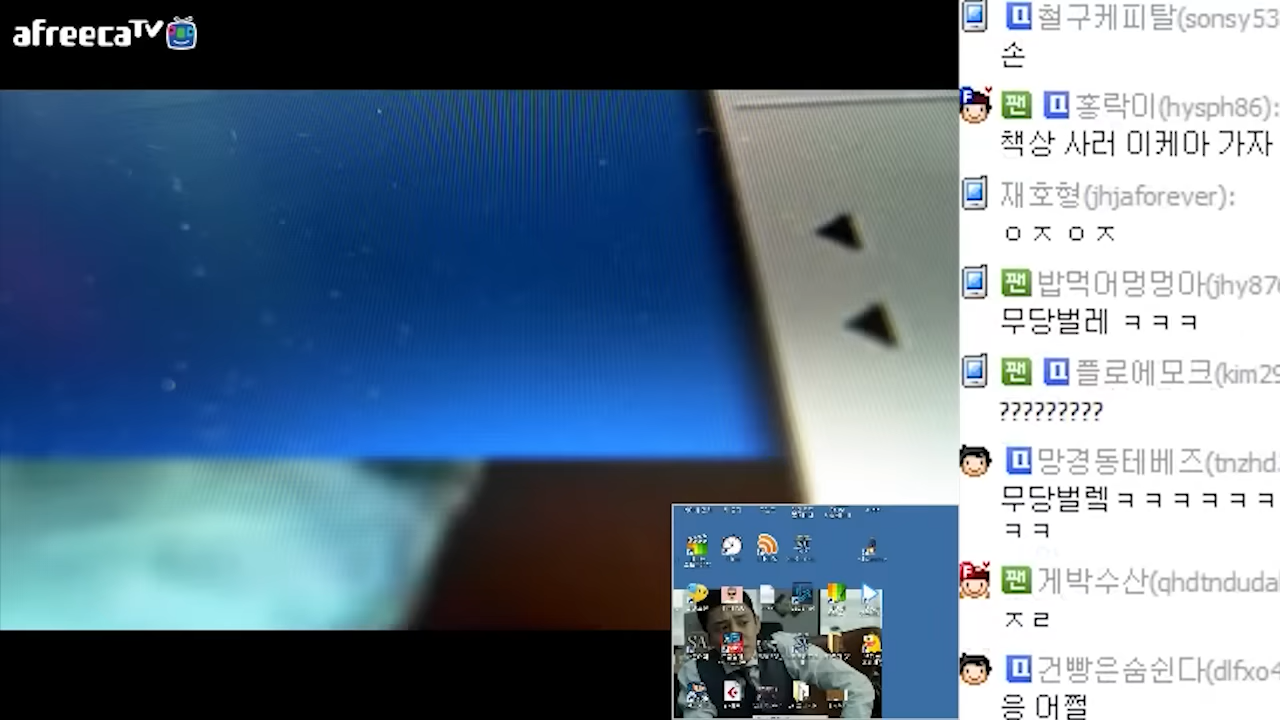 afreecaTV
철구케피탈(sonsy53
손
팬 홍락미(hysph86):
책상 사러 이케아 가자
재호형(jhjaforever):
ㅇㅈㅇㅈ
팬 밥먹어멍멍아(jhy876
무당벌레 ㅋㅋㅋ
팬 플로에모크(kim29
?????????
망경동테베즈(tnzhd
무당벌렠ㅋㅋㅋㅋㅋㅋ
ㅋㅋ
팬 게박수산(qhdtnduda
ㅈㄹ
건빵은숨쉰다(dlfxo4
응 어쩔